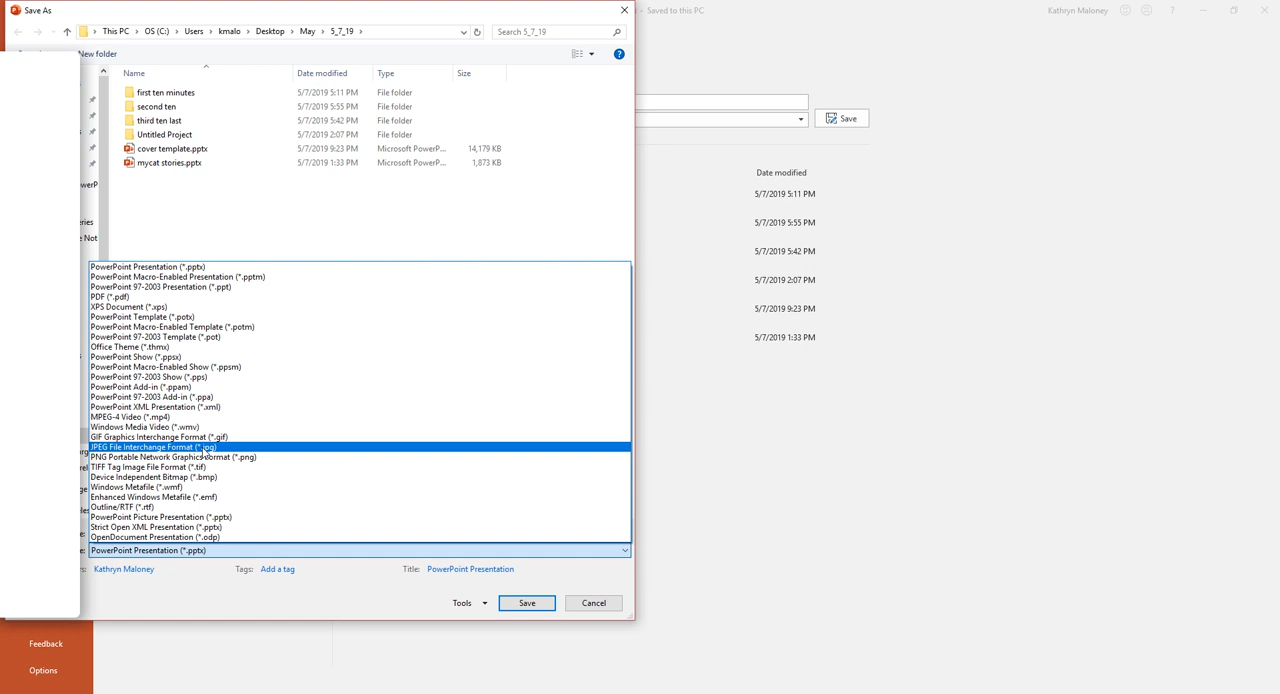 Save As
- Saved to this PC
Kathryn Maloney
?
This PC > OS (C:) > Users > kmalo > Desktop > May > 5_7_19 >
Search 5_7_19
New folder
Name Date modified Type Size
first ten minutes 5/7/2019 5:11 PM File folder
second ten 5/7/2019 5:55 PM File folder
third ten last 5/7/2019 5:42 PM File folder
Untitled Project 5/7/2019 2:07 PM File folder
cover template.pptx 5/7/2019 9:23 PM Microsoft PowerP... 14,179 KB
mycat stories.pptx 5/7/2019 1:33 PM Microsoft PowerP... 1,873 KB
Save
Date modified
5/7/2019 5:11 PM
5/7/2019 5:55 PM
5/7/2019 5:42 PM
5/7/2019 2:07 PM
5/7/2019 9:23 PM
5/7/2019 1:33 PM
werP
ries
Not
PowerPoint Presentation (*.pptx)
PowerPoint Macro-Enabled Presentation (*.pptm)
PowerPoint 97-2003 Presentation (*.ppt)
PDF (*.pdf)
XPS Document (*.xps)
PowerPoint Template (*.potx)
PowerPoint Macro-Enabled Template (*.potm)
PowerPoint 97-2003 Template (*.pot)
Office Theme (*.thmx)
PowerPoint Show (*.ppsx)
PowerPoint Macro-Enabled Show (*.ppsm)
PowerPoint 97-2003 Show (*.pps)
PowerPoint Add-in (*.ppam)
PowerPoint 97-2003 Add-in (*.ppa)
PowerPoint XML Presentation (*.xml)
MPEG-4 Video (*.mp4)
Windows Media Video (*.wmv)
GIF Graphics Interchange Format (*.gif)
JPEG File Interchange Format (*.jpg)
PNG Portable Network Graphics Format (*.png)
TIFF Tag Image File Format (*.tif)
Device Independent Bitmap (*.bmp)
Windows Metafile (*.wmf)
Enhanced Windows Metafile (*.emf)
Outline/RTF (*.rtf)
PowerPoint Picture Presentation (*.pptx)
Strict Open XML Presentation (*.pptx)
OpenDocument Presentation (*.odp)
PowerPoint Presentation (*.pptx)
Kathryn Maloney Tags: Add a tag Title: PowerPoint Presentation
Tools Save Cancel
Feedback
Options